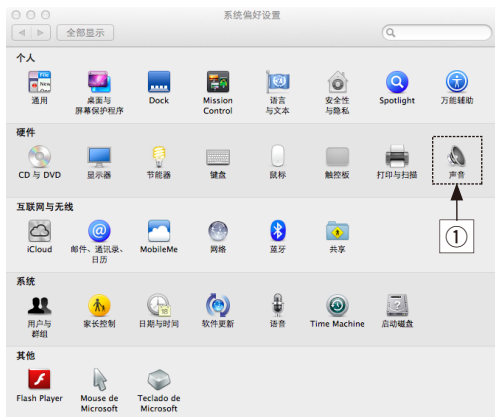 系统偏好设置
全部显示
个人
通用
桌面与
屏幕保护程序
Dock
Mission
Control
语言
与文本
安全性
与隐私
Spotlight
万能辅助
硬件
CD 与 DVD
显示器
节能器
键盘
鼠标
触控板
打印与扫描
声音
①
互联网与无线
iCloud
邮件、通讯录、
日历
MobileMe
网络
蓝牙
共享
系统
用户与
群组
家长控制
日期与时间
软件更新
语音
Time Machine
启动磁盘
其他
Flash Player
Mouse de
Microsoft
Teclado de
Microsoft